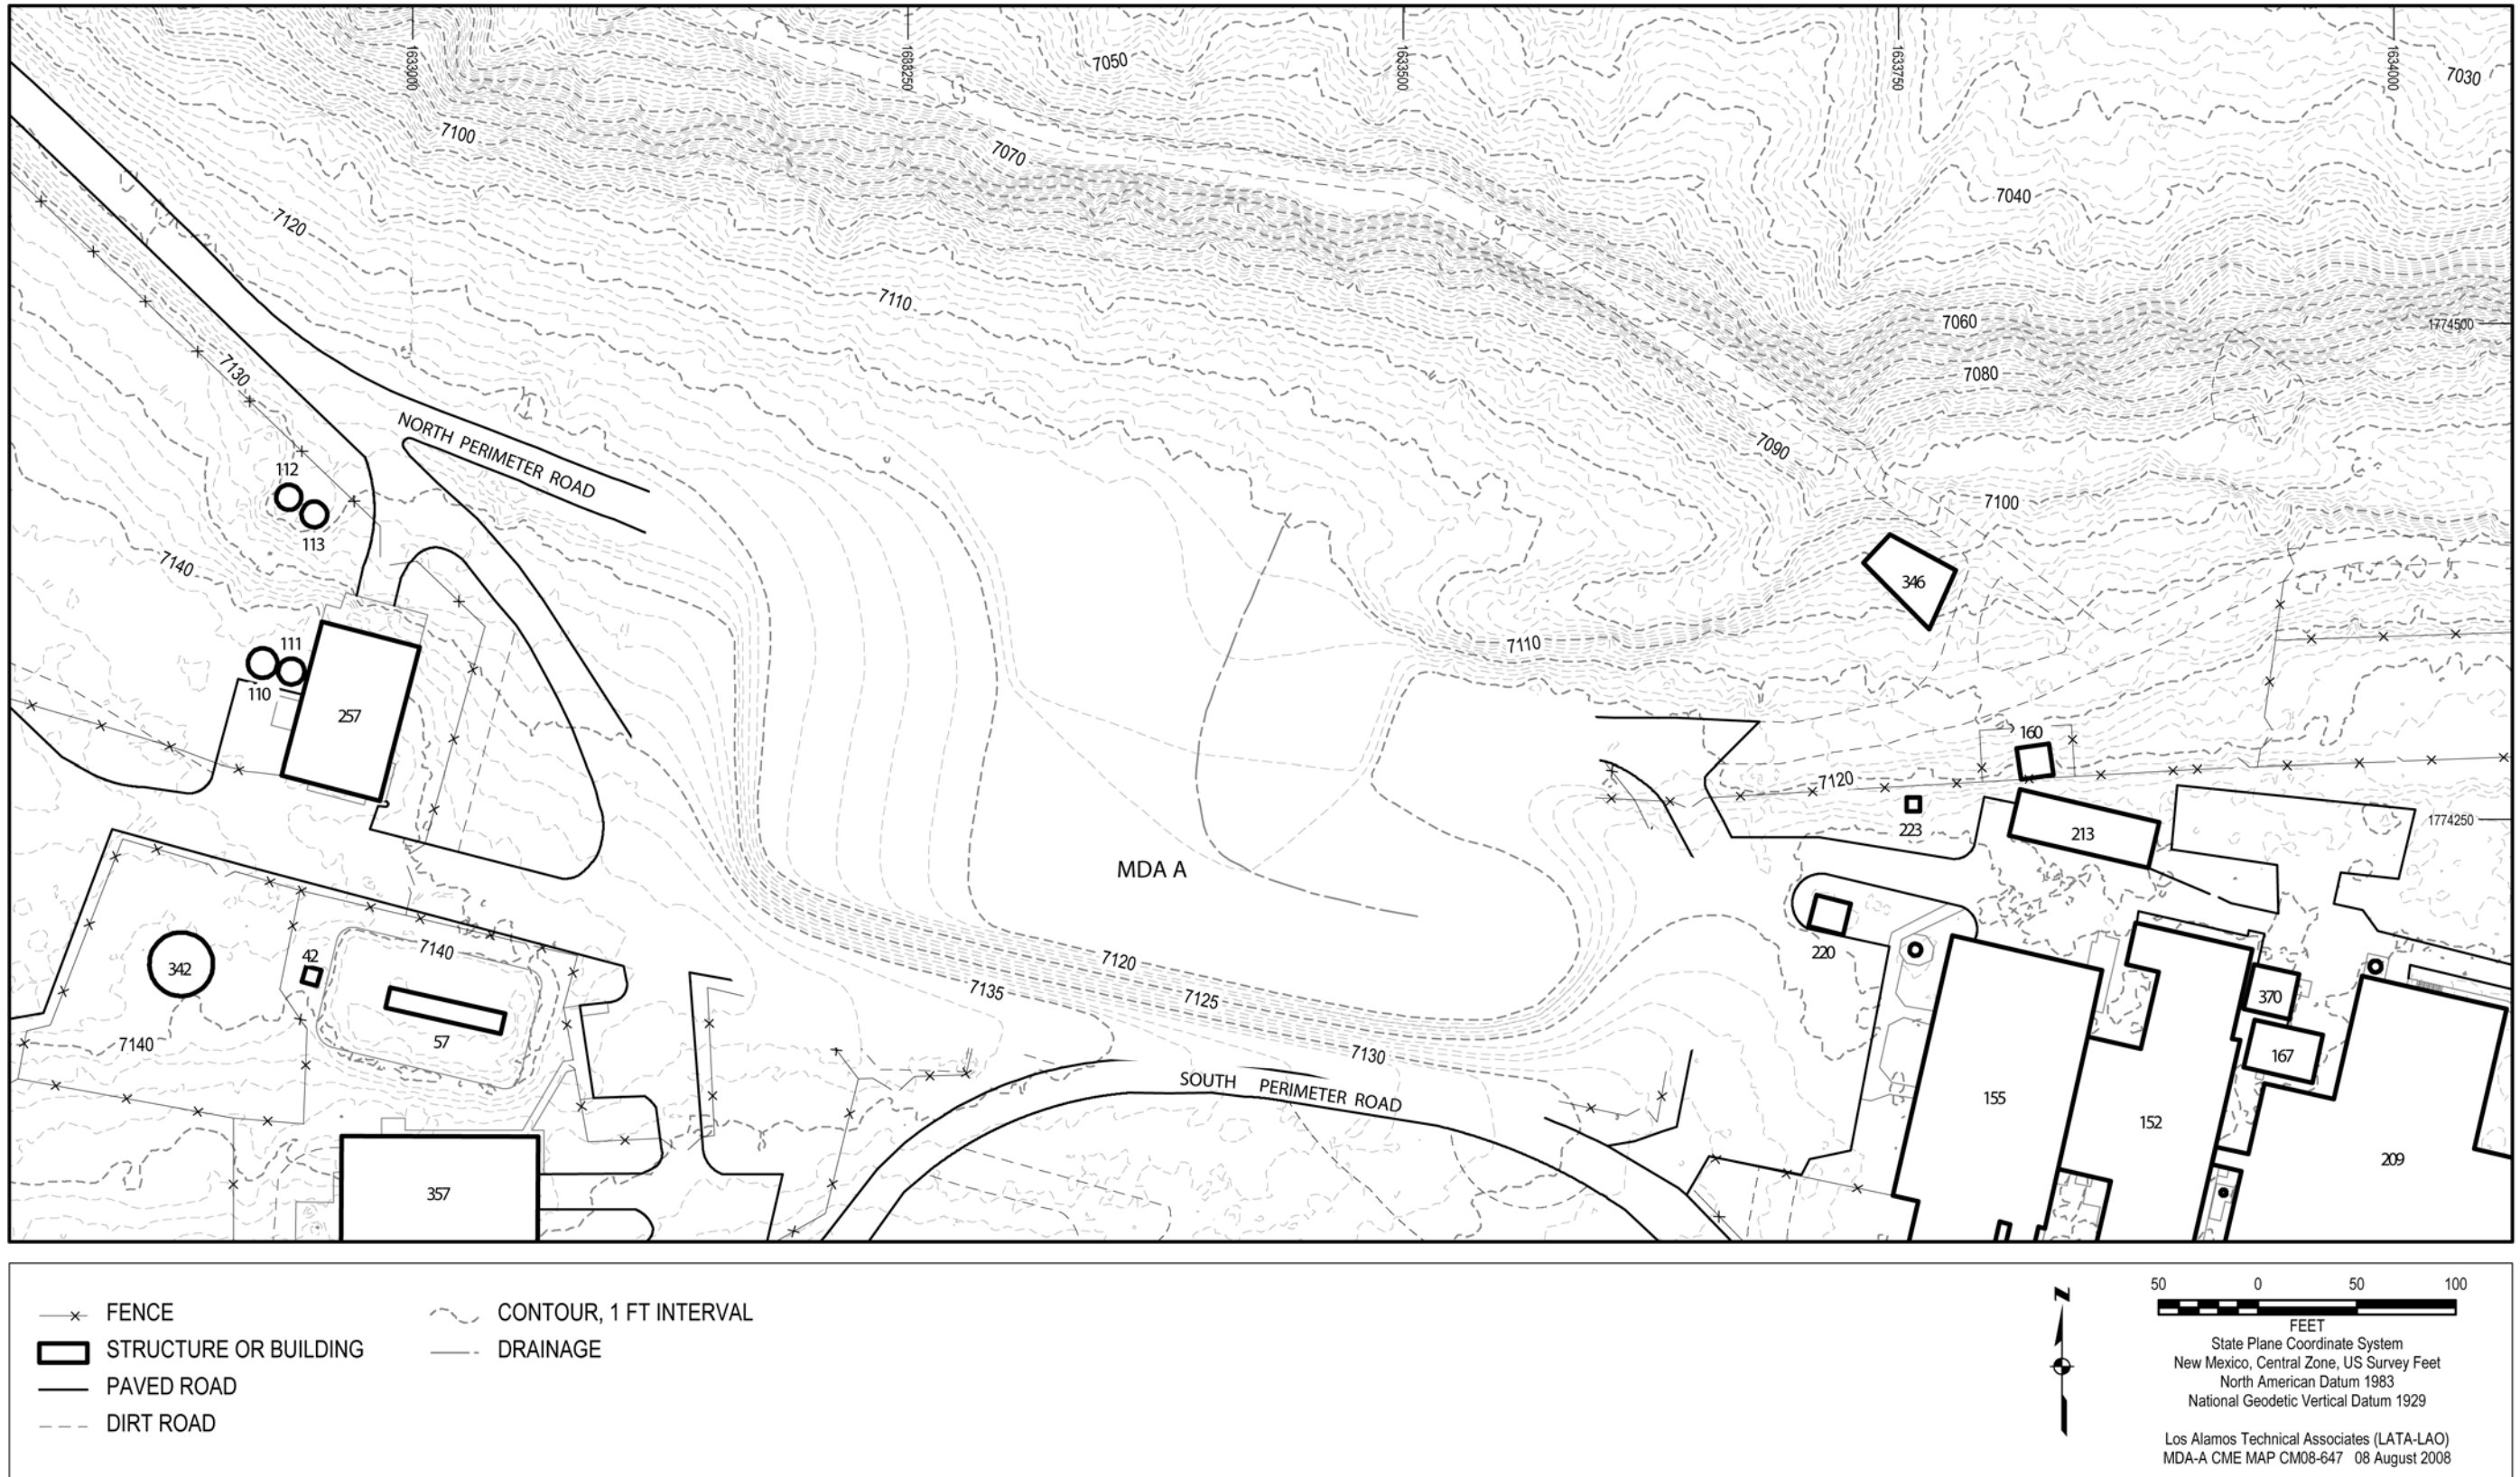 1633000
1633250
1633500
1633750
1634000
7050
7030
7100
7070
7040
7120
7110
7060
1774500
7130
7080
NORTH PERIMETER ROAD
7090
112
7100
113
7140
346
111
7110
110
257
160
7120
223
213
1774250
MDA A
7140
220
42
342
7120
7135
7125
370
57
7140
7130
167
SOUTH PERIMETER ROAD
155
152
209
357
FENCE
STRUCTURE OR BUILDING
PAVED ROAD
DIRT ROAD
CONTOUR, 1 FT INTERVAL
DRAINAGE
N
50 0 50 100
FEET
State Plane Coordinate System
New Mexico, Central Zone, US Survey Feet
North American Datum 1983
National Geodetic Vertical Datum 1929
Los Alamos Technical Associates (LATA-LAO)
MDA-A CME MAP CM08-647 08 August 2008